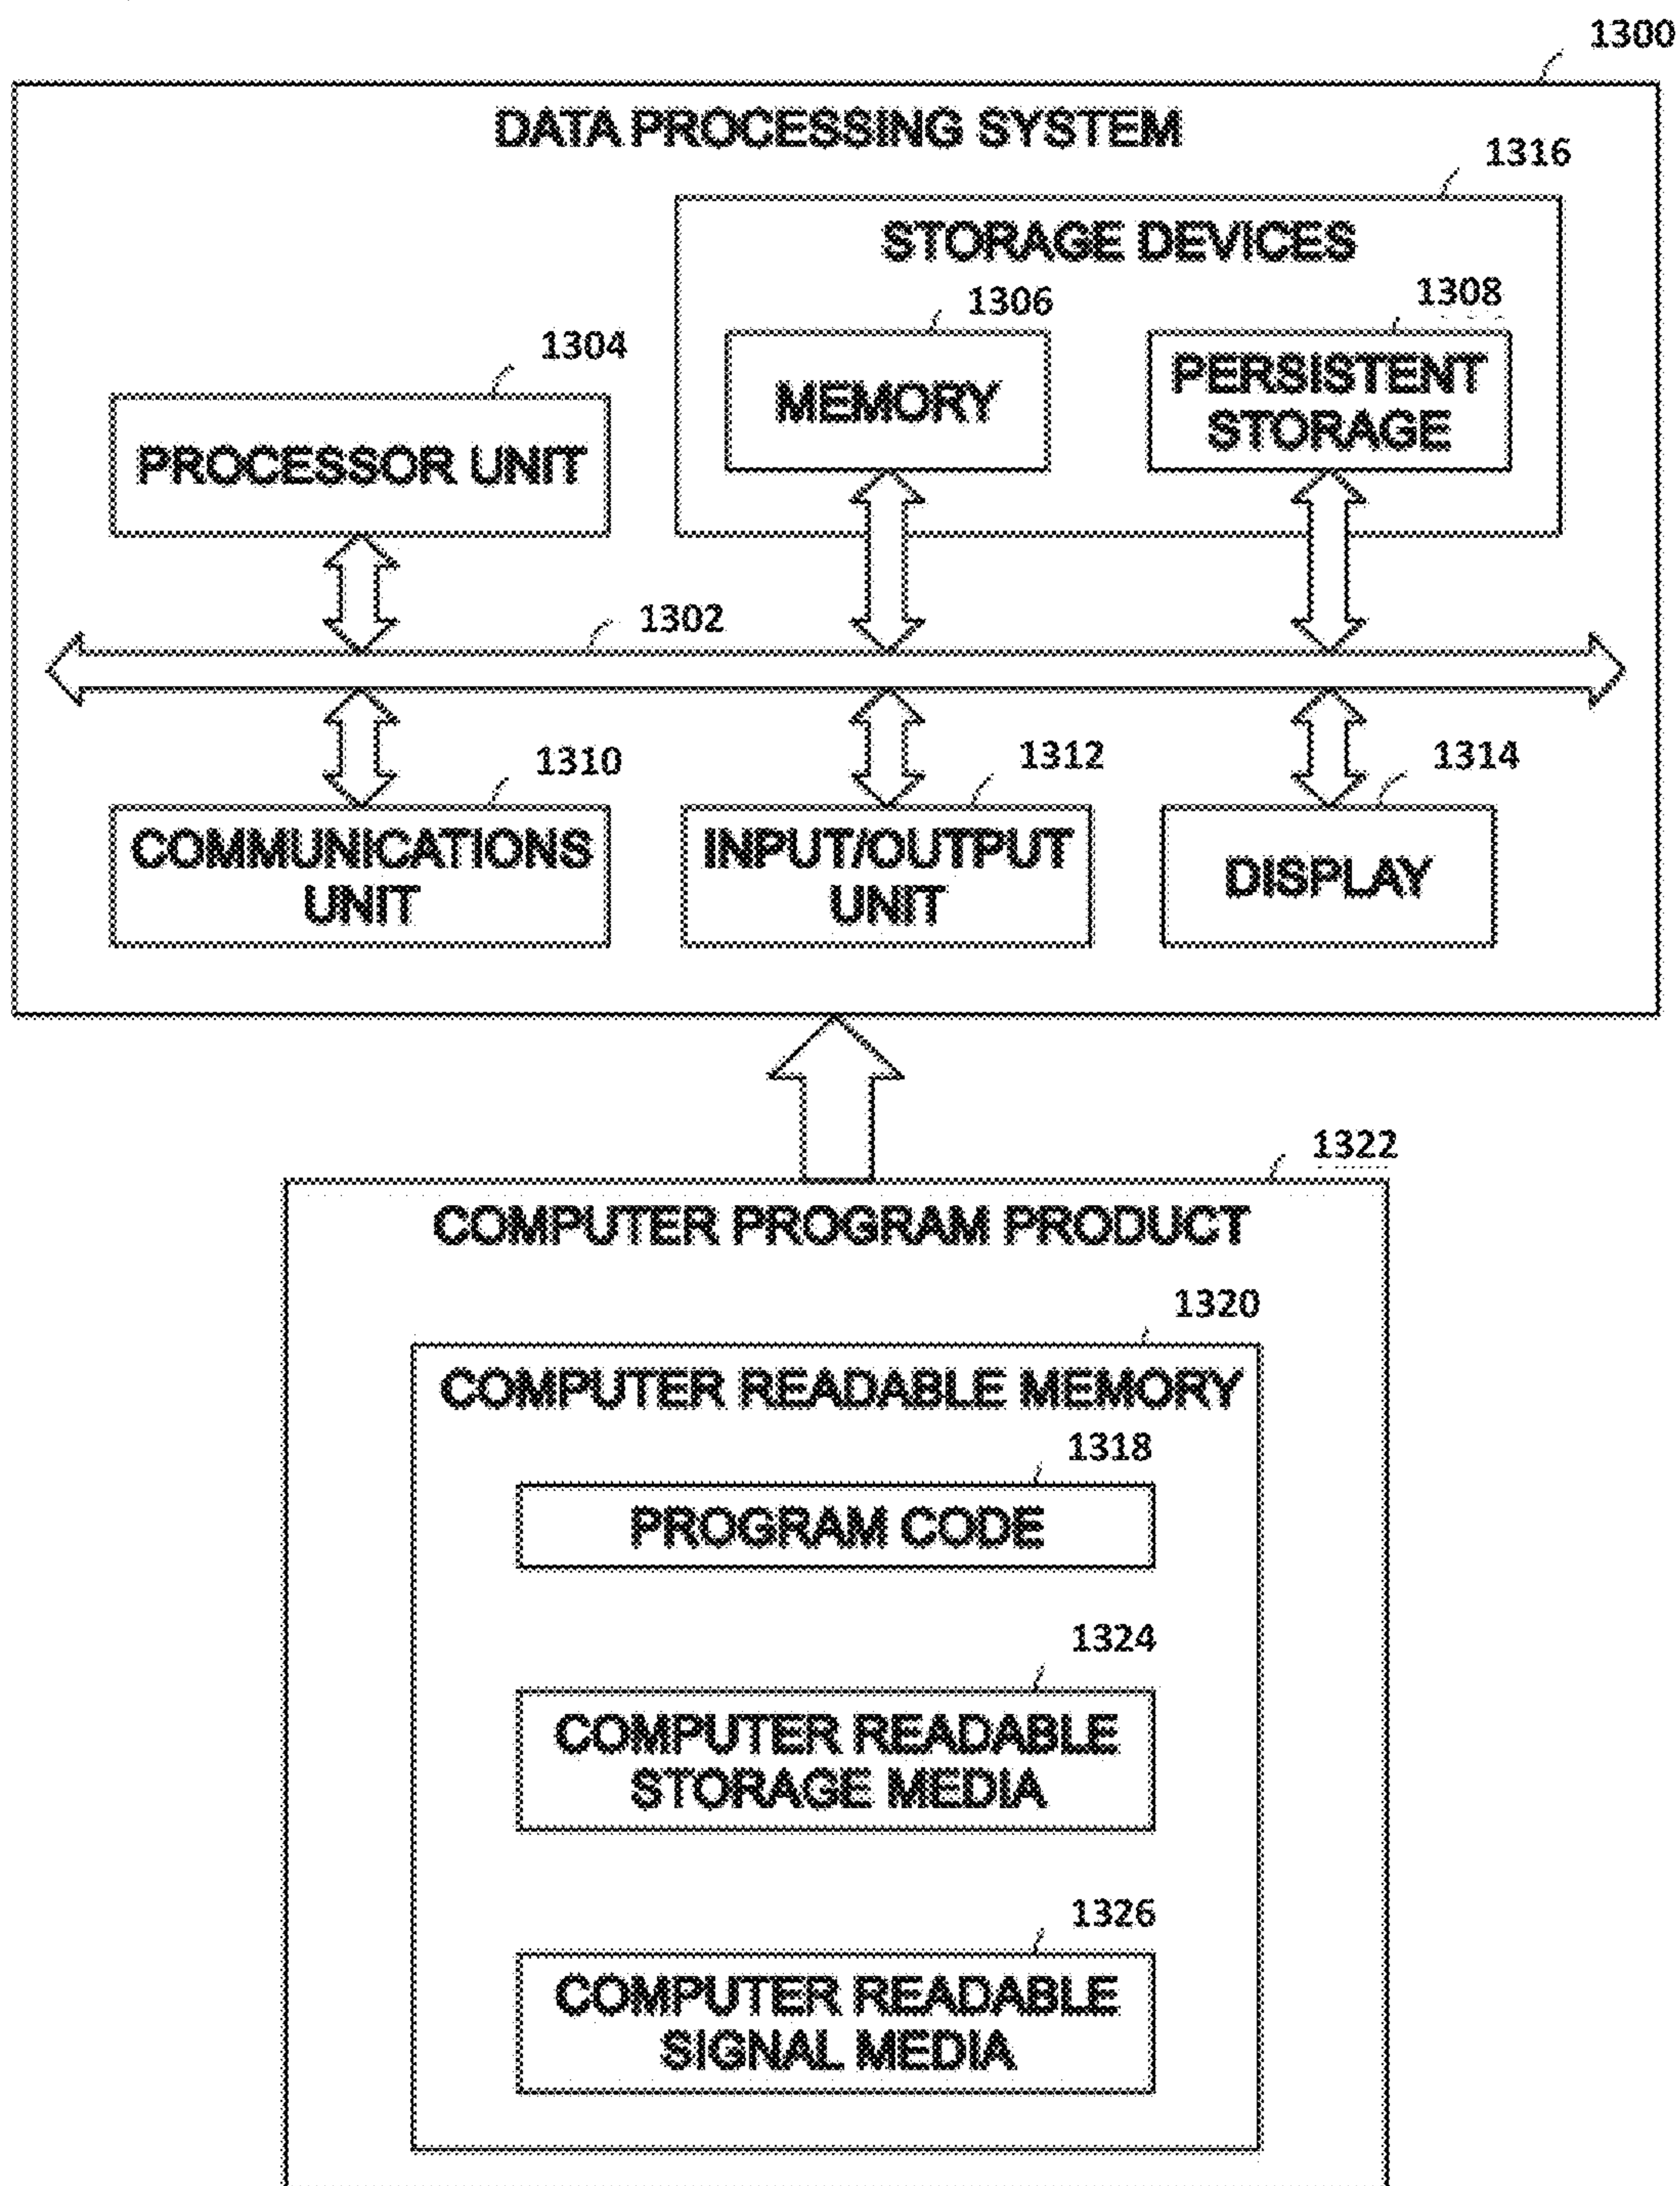 1300
DATA PROCESSING SYSTEM
1316
STORAGE DEVICES
1306
1308
1304
MEMORY
PERSISTENT
STORAGE
PROCESSOR UNIT
1302
1310
1312
1314
COMMUNICATIONS
UNIT
INPUT/OUTPUT
UNIT
DISPLAY
1322
COMPUTER PROGRAM PRODUCT
1320
COMPUTER READABLE MEMORY
1318
PROGRAM CODE
1324
COMPUTER READABLE
STORAGE MEDIA
1326
COMPUTER READABLE
SIGNAL MEDIA